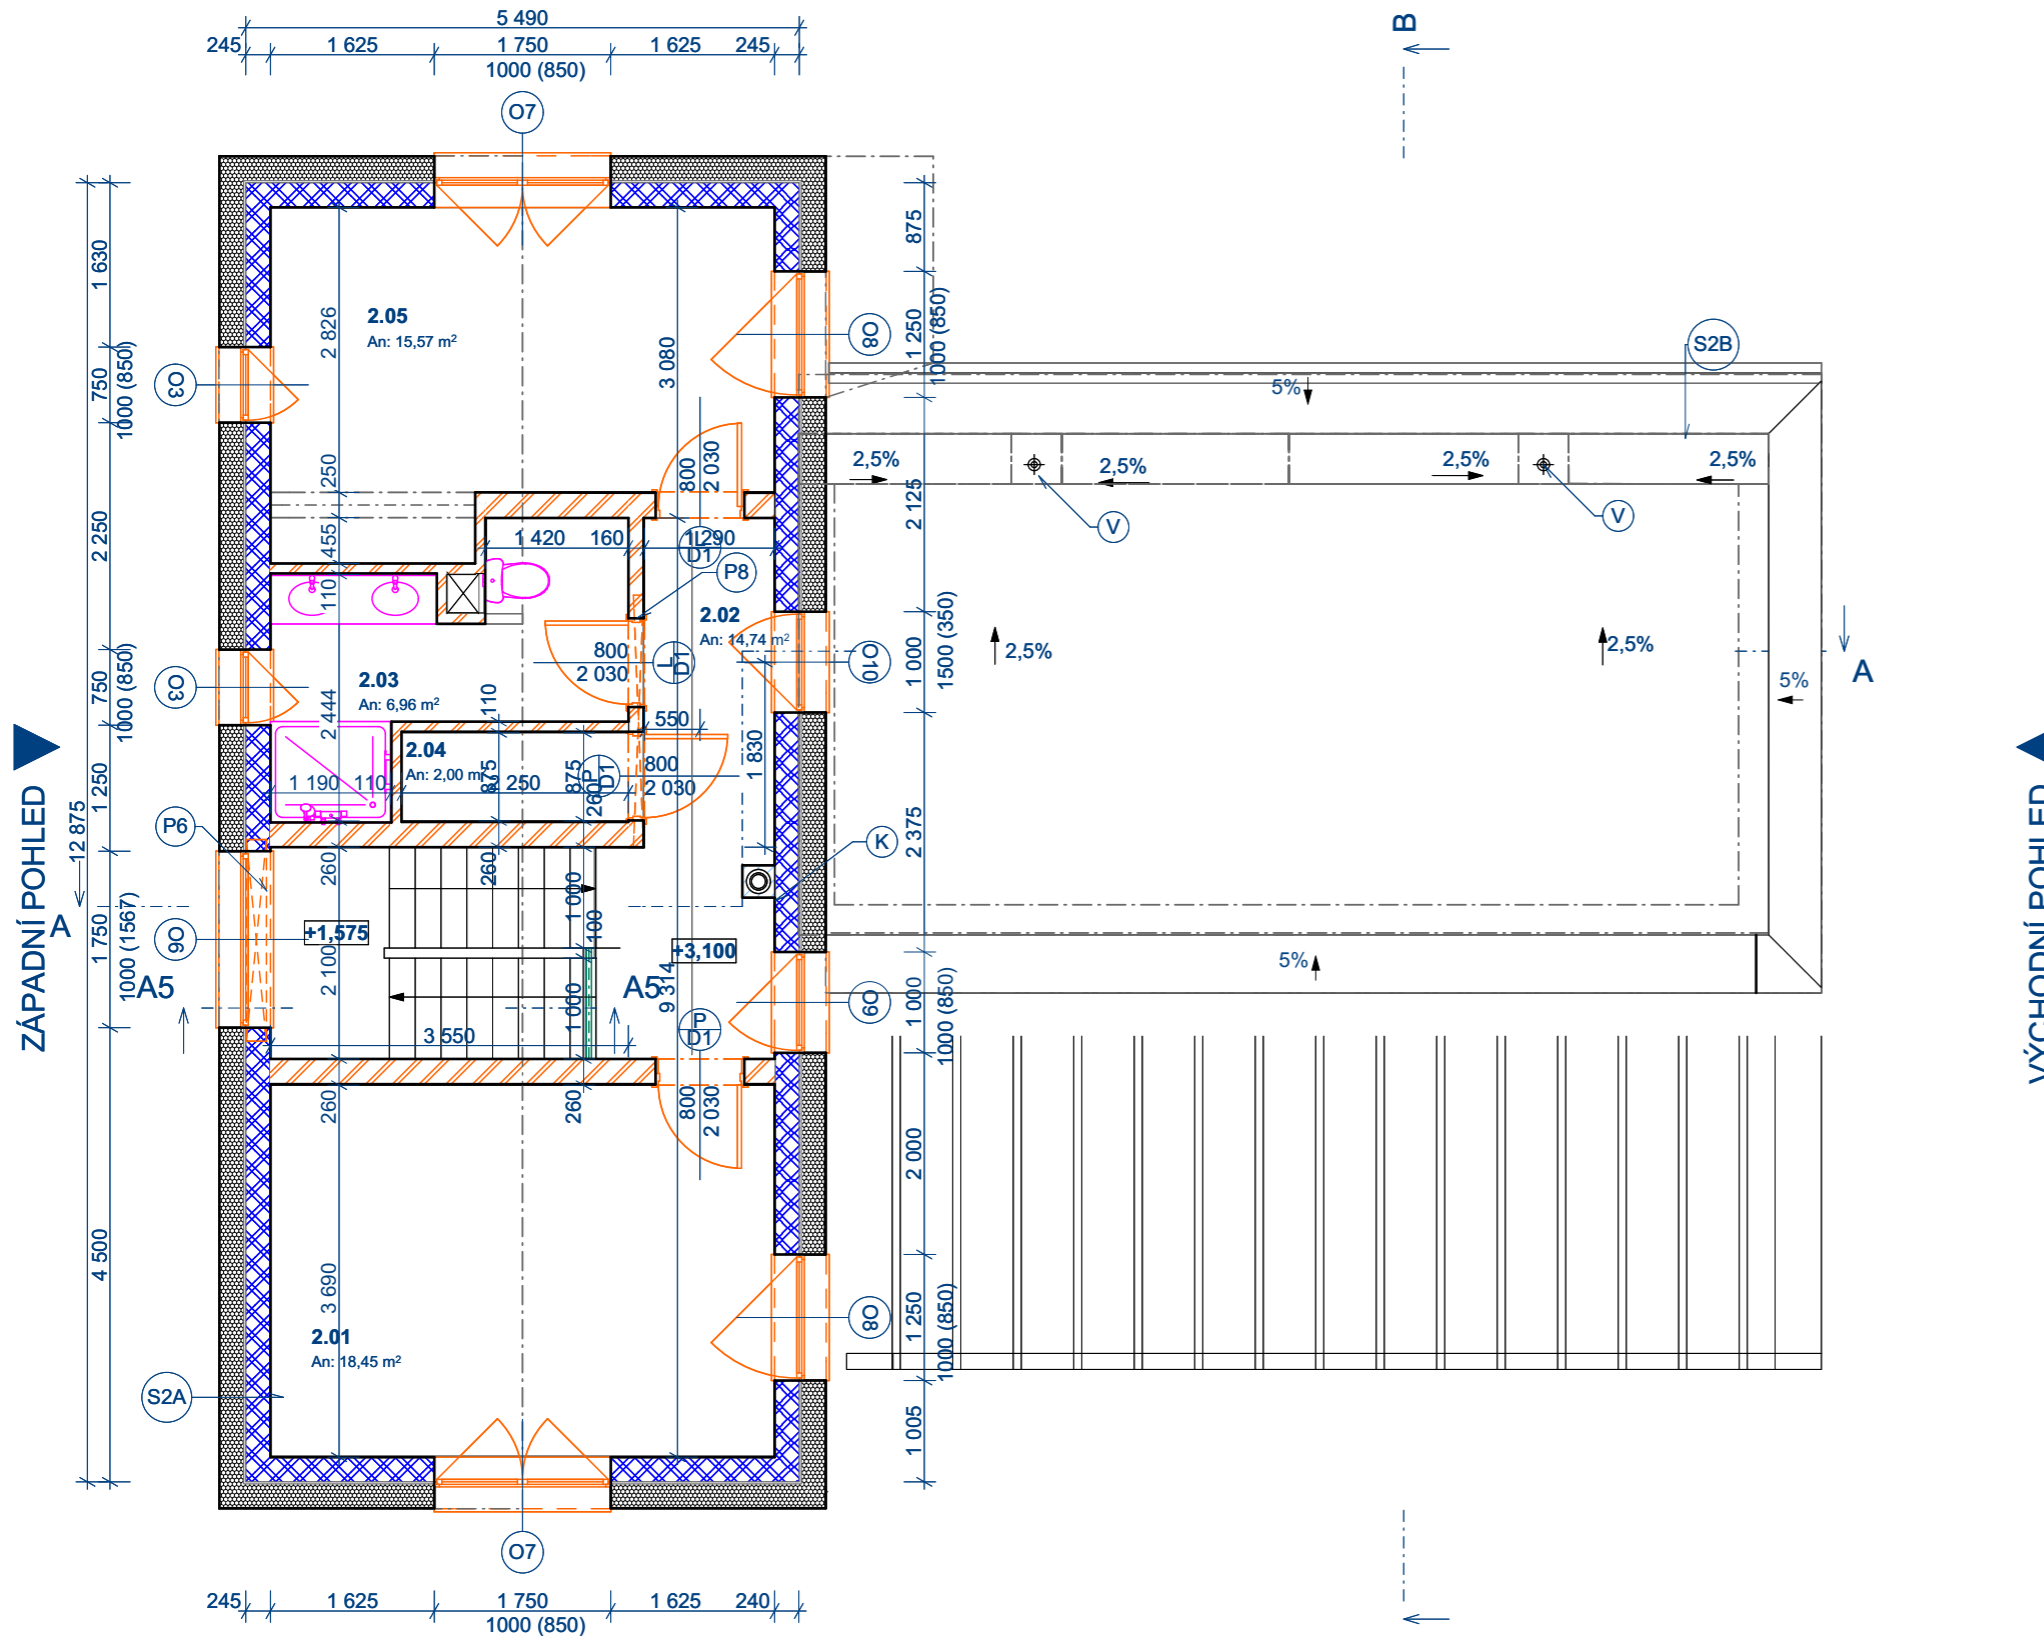 5 490
245 1 625 1 750 1 625 245
1000 (850)
B
O7
1 630
750
1000 (850)
2 250
750
1000 (850)
1 250
12 875
1 750
1000 (1567)
4 500
ZÁPADNÍ POHLED
VÝCHODNÍ POHLED
O3
O3
P6
O6
A
A5
S2A
2.05
An: 15,57 m²
2 826
3 080
250
455
110
800
2 030
1 420 160 1 290
L
D1
P8
2.02
An: 14,74 m²
800
2 030
L
D1
2.03
An: 6,96 m²
2 444
110
550
2.04
An: 2,00 m²
1 190 110 2 250
875
875
260
P
D1
800
2 030
1 830
260
260
1 000
100
+1,575
+3,100
2 100
1 000
9 314
A5
3 550
P
D1
260
260
800
2 030
3 690
2.01
An: 18,45 m²
875
1 250
1000 (850)
2 125
1 000
1500 (350)
2 375
1 000
1000 (850)
2 000
1 250
1000 (850)
1 005
O8
O10
K
O9
O8
S2B
5%
2,5% 2,5% 2,5% 2,5%
V V
2,5% 2,5%
5%
A
5%
O7
245 1 625 1 750 1 625 240
1000 (850)